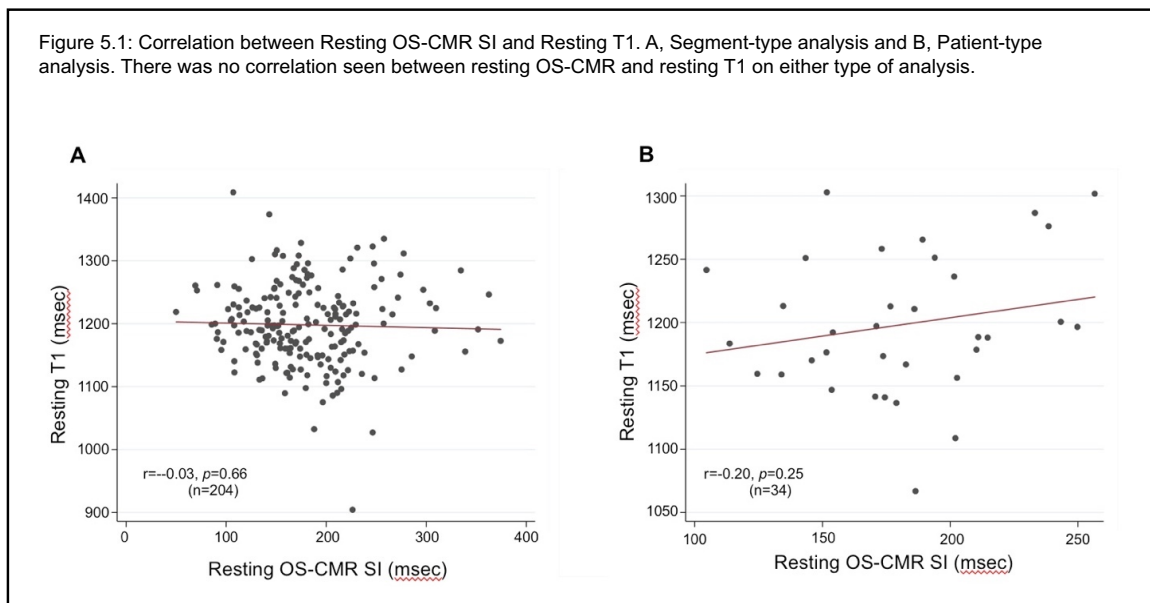 Figure 5.1: Correlation between Resting OS-CMR SI and Resting T1. A, Segment-type analysis and B, Patient-type
analysis. There was no correlation seen between resting OS-CMR and resting T1 on either type of analysis.
A
Resting T1 (msec)
1400
1300
1200
1100
1000
900
r=--0.03, p=0.66
(n=204)
0 100 200 300 400
Resting OS-CMR SI (msec)
B
Resting T1 (msec)
1300
1250
1200
1150
1100
1050
r=-0.20, p=0.25
(n=34)
100 150 200 250
Resting OS-CMR SI (msec)